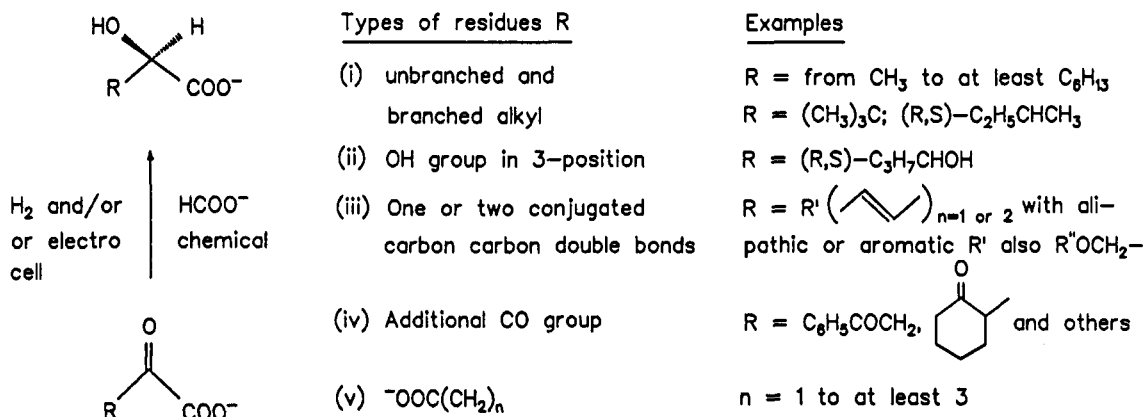 HO H
R COO⁻
H₂ and/or
or electro
cell
HCOO⁻
chemical
O
R COO⁻
Types of residues R
Examples
(i) unbranched and
branched alkyl
R = from CH₃ to at least C₆H₁₃
R = (CH₃)₃C; (R,S)−C₂H₅CHCH₃
(ii) OH group in 3−position
R = (R,S)−C₃H₇CHOH
(iii) One or two conjugated
carbon carbon double bonds
R = R' ( )n=1 or 2 with ali−
pathic or aromatic R' also R"OCH₂−
(iv) Additional CO group
O
R = C₆H₅COCH₂, and others
(v) ⁻OOC(CH₂)ₙ
n = 1 to at least 3